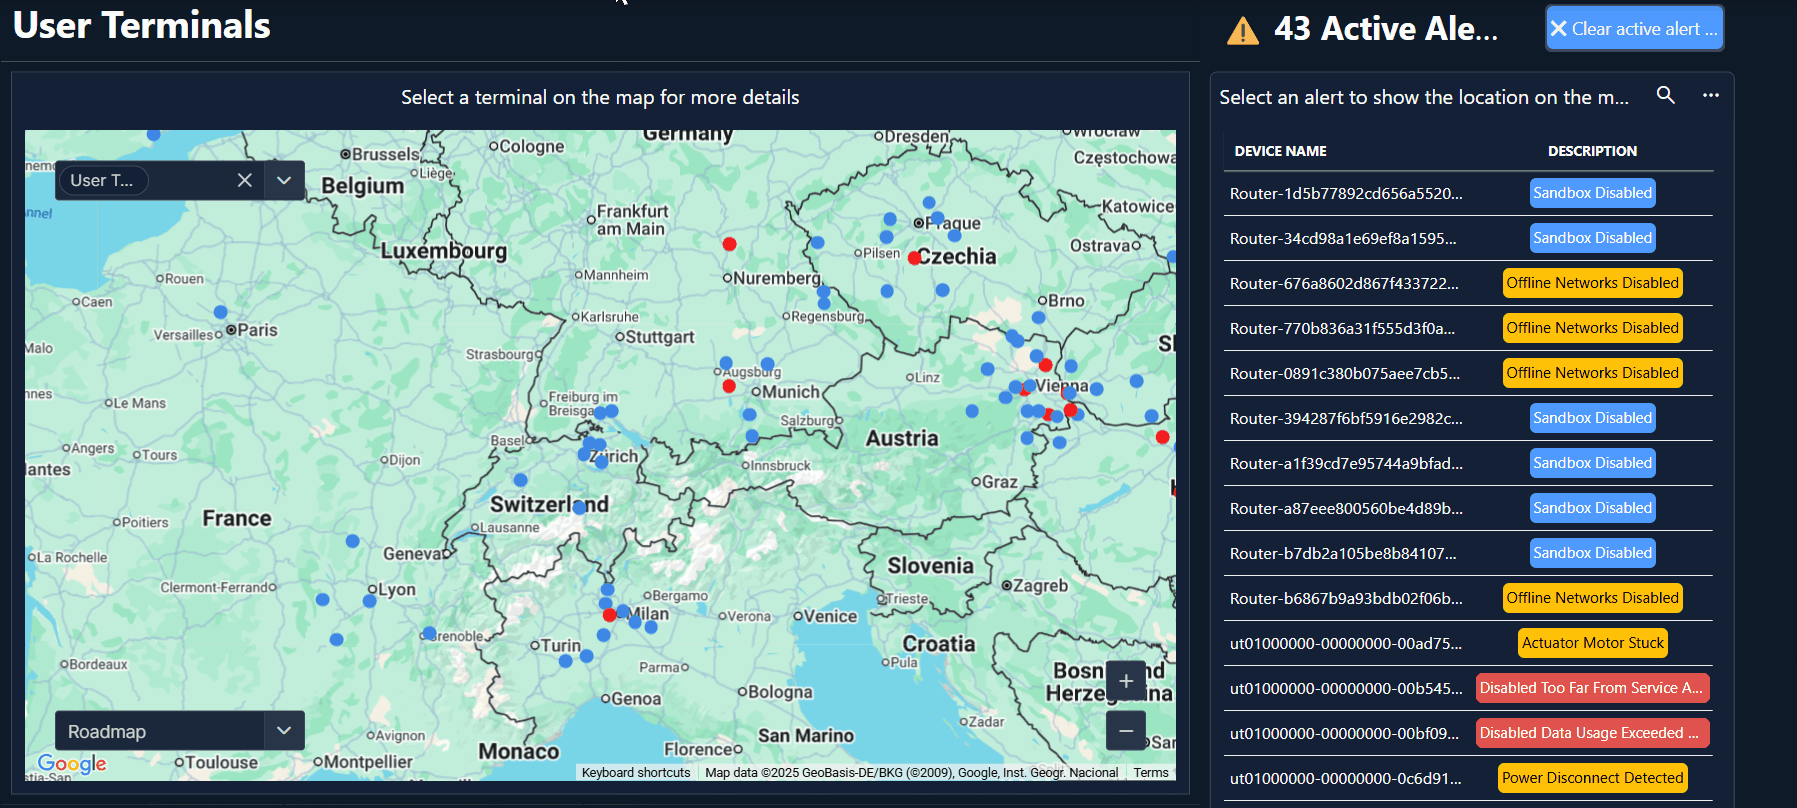 User Terminals
43 Active Ale...
Clear active alert ...
Select a terminal on the map for more details
Select an alert to show the location on the m...
User T...
Roadmap
Germany
Dresden
Wrocław
Cologne
Brussels
Liège
Belgium
Częstochowa
Frankfurt
am Main
Katowice
Prague
Luxembourg
Ostrava
Pilsen
Czechia
Mannheim
Nuremberg
Rouen
Caen
Brno
Karlsruhe
Regensburg
Versailles
Paris
Stuttgart
Strasbourg
Augsburg
Linz
Vienna
Munich
Le Mans
Freiburg im
Breisga
Salzburg
Austria
Basel
Angers
Tours
Dijon
Zürich
Innsbruck
Graz
Switzerland
Lausanne
France
Poitiers
La Rochelle
Geneva
Slovenia
Clermont-Ferrand
Lyon
Bergamo
Trieste
Zagreb
Milan
Verona
Venice
Grenoble
Turin
Croatia
Bordeaux
Parma
Pula
Genoa
Bologna
Zadar
Avignon
San Marino
Monaco
Florence
Toulouse
Montpellier
Google
Keyboard shortcuts
Map data ©2025 GeoBasis-DE/BKG (©2009), Google, Inst. Geogr. Nacional
Terms
DEVICE NAME DESCRIPTION
Router-1d5b77892cd656a5520... Sandbox Disabled
Router-34cd98a1e69ef8a1595... Sandbox Disabled
Router-676a8602d867f433722... Offline Networks Disabled
Router-770b836a31f555d3f0a... Offline Networks Disabled
Router-0891c380b075aee7cb5... Offline Networks Disabled
Router-394287f6bf5916e2982c... Sandbox Disabled
Router-a1f39cd7e95744a9bfad... Sandbox Disabled
Router-a87eee800560be4d89b... Sandbox Disabled
Router-b7db2a105be8b84107... Sandbox Disabled
Router-b6867b9a93bdb02f06b... Offline Networks Disabled
ut01000000-00000000-00ad75... Actuator Motor Stuck
ut01000000-00000000-00b545... Disabled Too Far From Service A...
ut01000000-00000000-00bf09... Disabled Data Usage Exceeded ...
ut01000000-00000000-0c6d91... Power Disconnect Detected